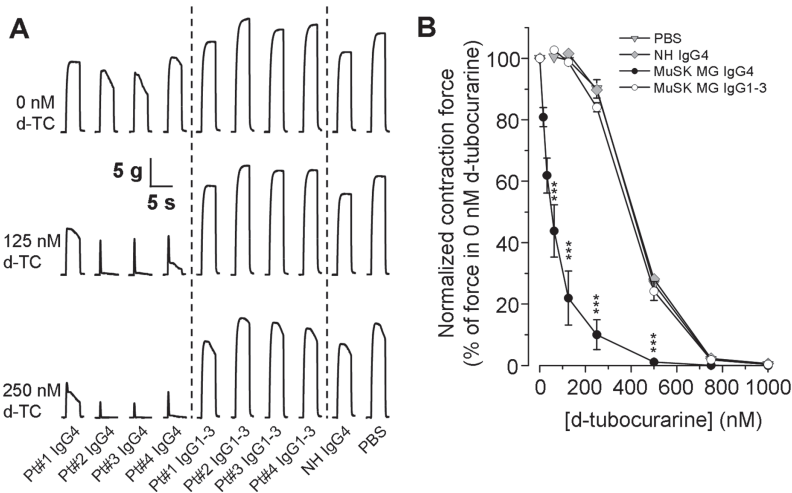 A
0 nM
d-TC
5 g
5 s
125 nM
d-TC
250 nM
d-TC
Pt#1 IgG4
Pt#2 IgG4
Pt#3 IgG4
Pt#4 IgG4
Pt#1 IgG1-3
Pt#2 IgG1-3
Pt#3 IgG1-3
Pt#4 IgG1-3
NH IgG4
PBS
B
Normalized contraction force
(% of force in 0 nM d-tubocurarine)
100
80
60
40
20
0
PBS
NH IgG4
MuSK MG IgG4
MuSK MG IgG1-3
***
***
***
***
0 200 400 600 800 1000
[d-tubocurarine] (nM)